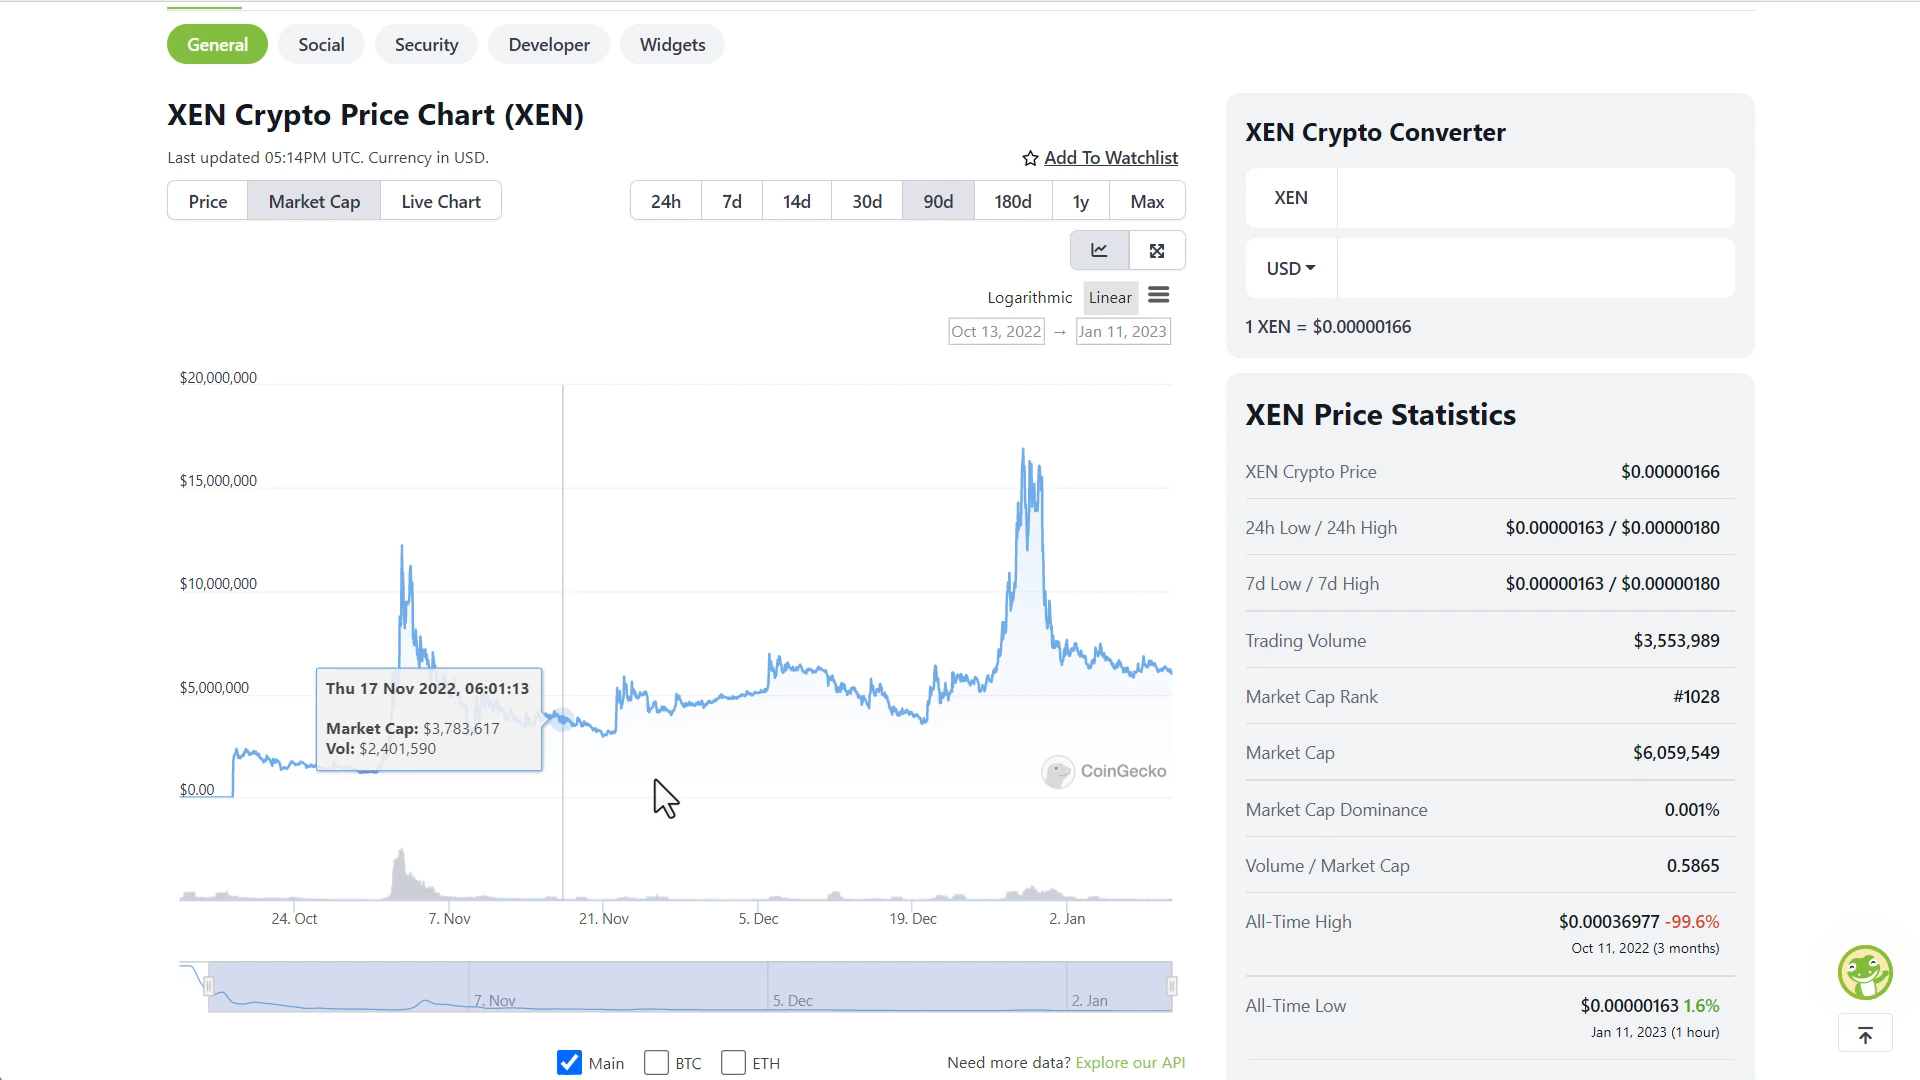 General Social Security Developer Widgets
XEN Crypto Price Chart (XEN)
Last updated 05:14PM UTC. Currency in USD.
Add To Watchlist
Price Market Cap Live Chart
24h 7d 14d 30d 90d 180d 1y Max
Logarithmic Linear
Oct 13, 2022 → Jan 11, 2023
$20,000,000
$15,000,000
$10,000,000
$5,000,000
$0.00
Thu 17 Nov 2022, 06:01:13
Market Cap: $3,783,617
Vol: $2,401,590
CoinGecko
24. Oct 7. Nov 21. Nov 5. Dec 19. Dec 2. Jan
7. Nov 5. Dec 2. Jan
Main BTC ETH
Need more data? Explore our API
XEN Crypto Converter
XEN
USD
1 XEN = $0.00000166
XEN Price Statistics
XEN Crypto Price $0.00000166
24h Low / 24h High $0.00000163 / $0.00000180
7d Low / 7d High $0.00000163 / $0.00000180
Trading Volume $3,553,989
Market Cap Rank #1028
Market Cap $6,059,549
Market Cap Dominance 0.001%
Volume / Market Cap 0.5865
All-Time High $0.00036977 -99.6%
Oct 11, 2022 (3 months)
All-Time Low $0.00000163 1.6%
Jan 11, 2023 (1 hour)